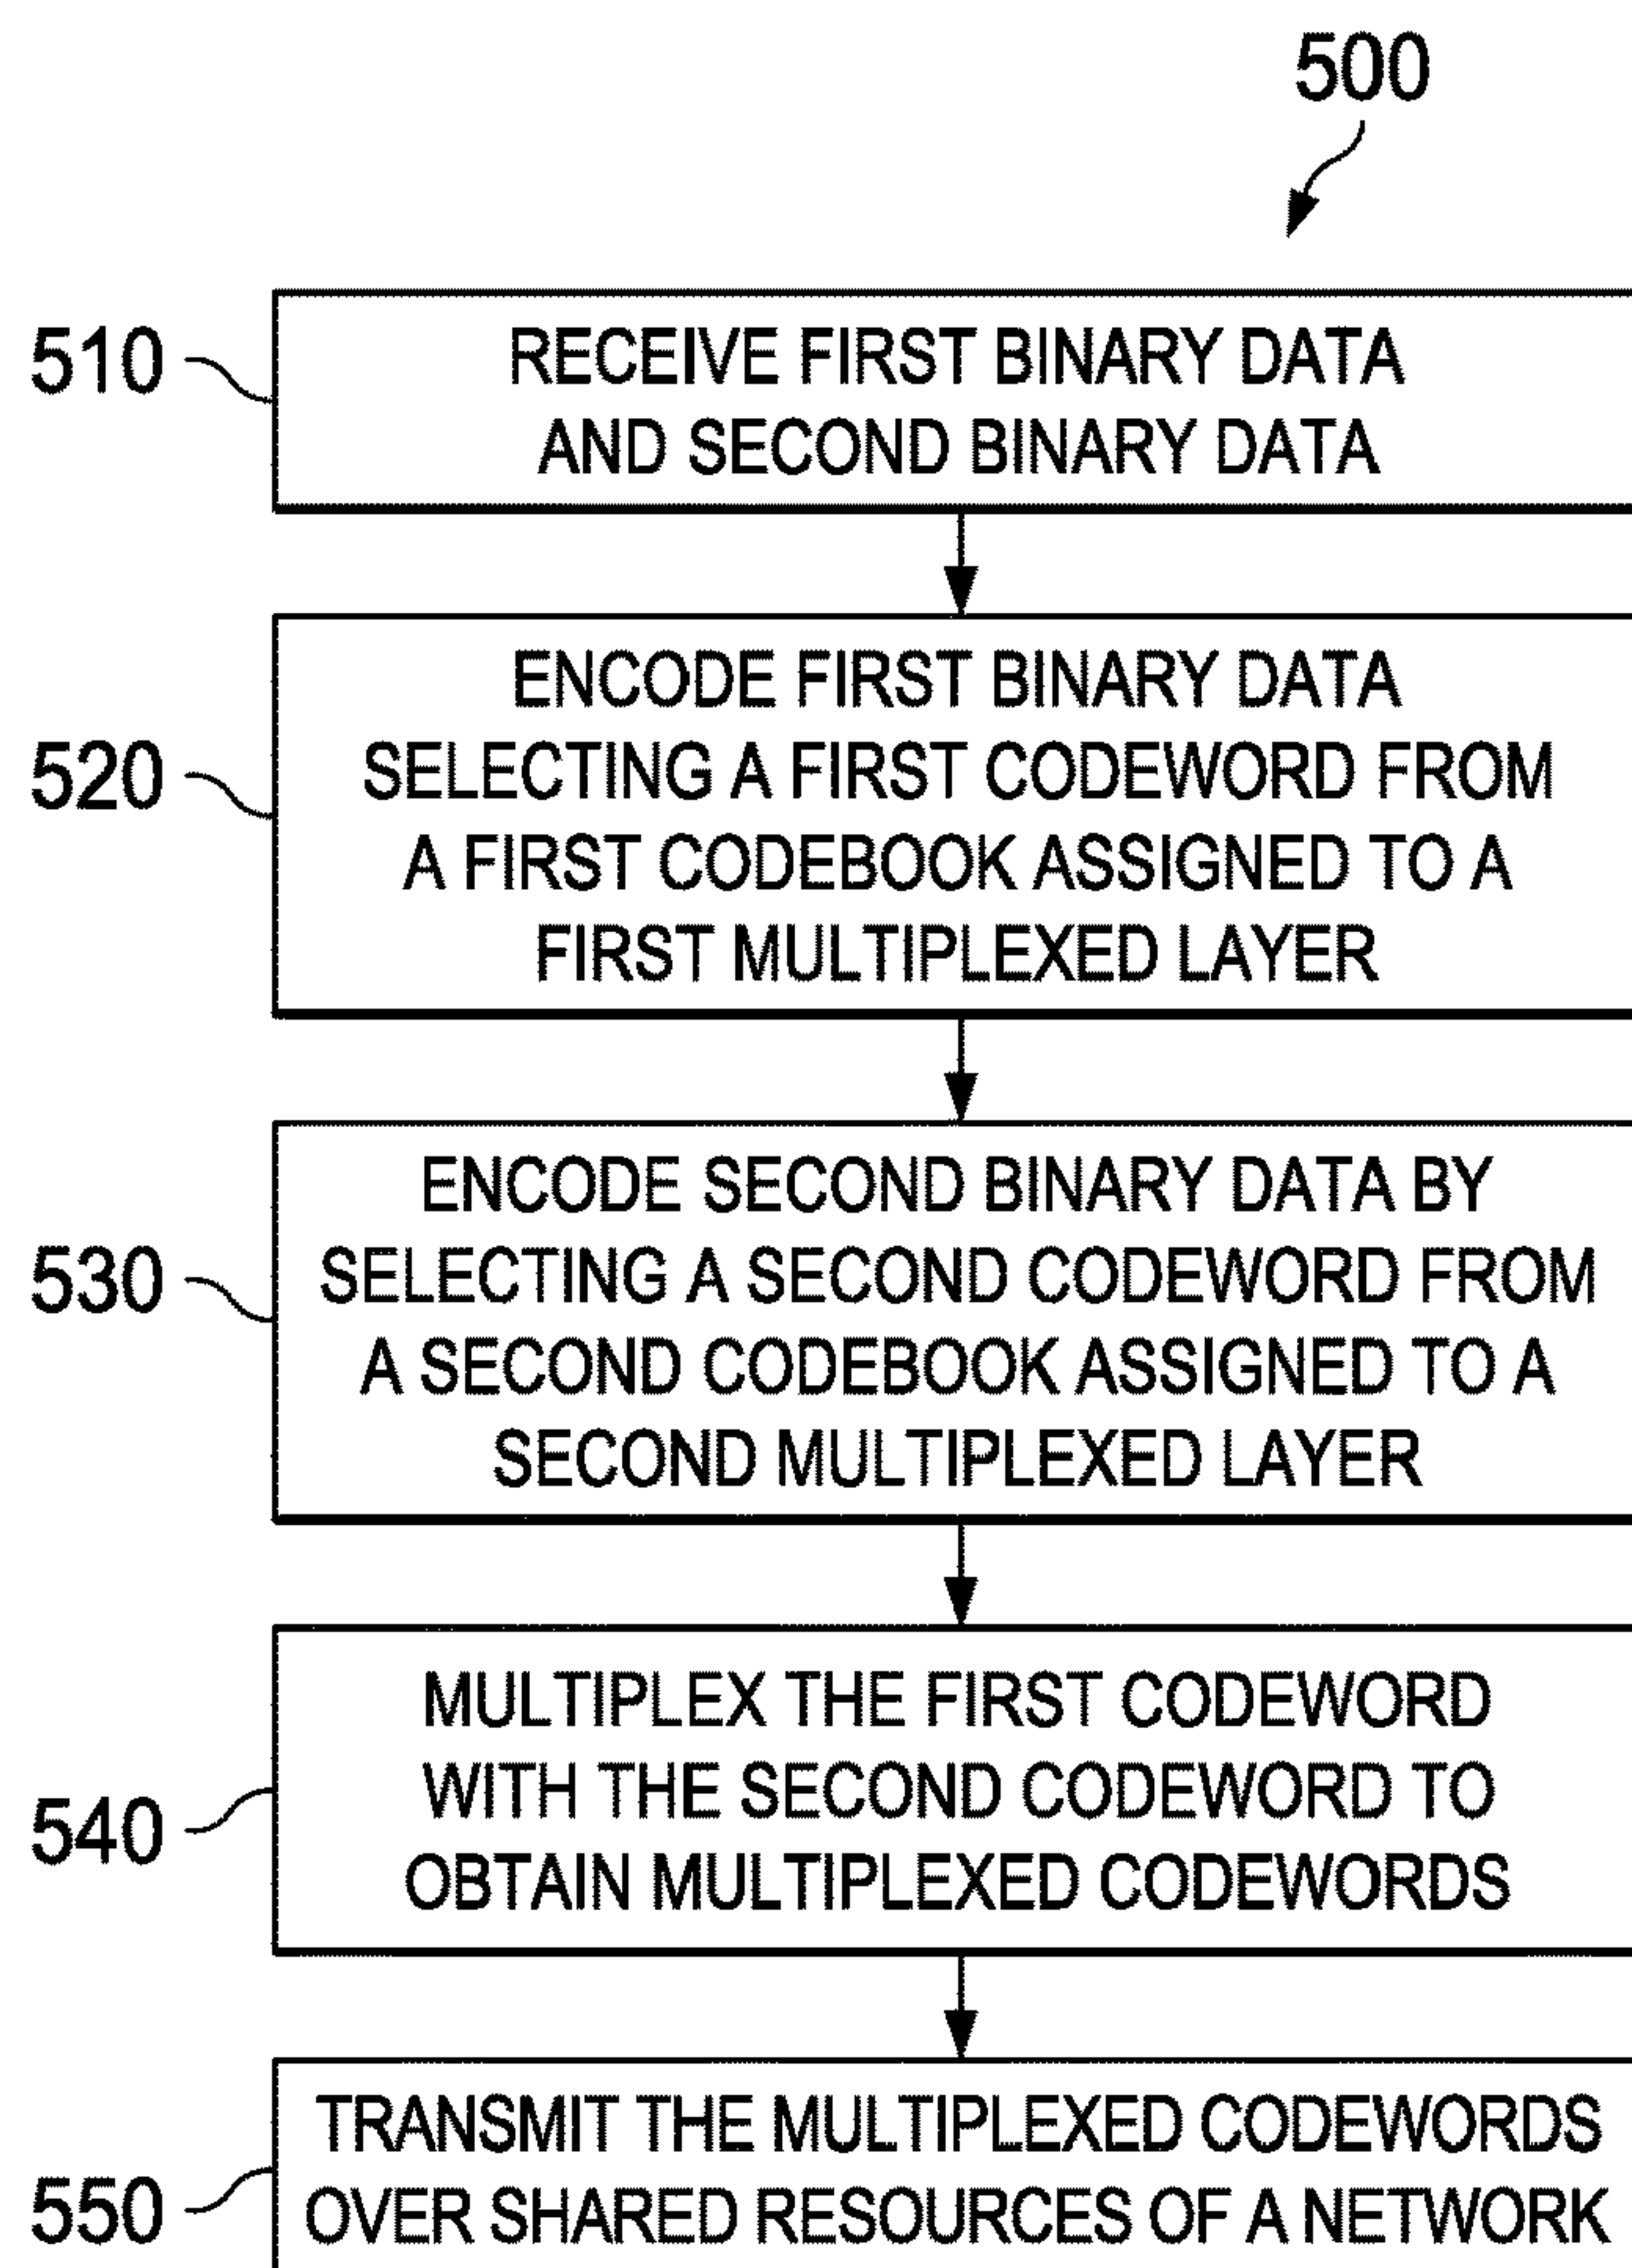 500
510
RECEIVE FIRST BINARY DATA
AND SECOND BINARY DATA
520
ENCODE FIRST BINARY DATA
SELECTING A FIRST CODEWORD FROM
A FIRST CODEBOOK ASSIGNED TO A
FIRST MULTIPLEXED LAYER
530
ENCODE SECOND BINARY DATA BY
SELECTING A SECOND CODEWORD FROM
A SECOND CODEBOOK ASSIGNED TO A
SECOND MULTIPLEXED LAYER
540
MULTIPLEX THE FIRST CODEWORD
WITH THE SECOND CODEWORD TO
OBTAIN MULTIPLEXED CODEWORDS
550
TRANSMIT THE MULTIPLEXED CODEWORDS
OVER SHARED RESOURCES OF A NETWORK